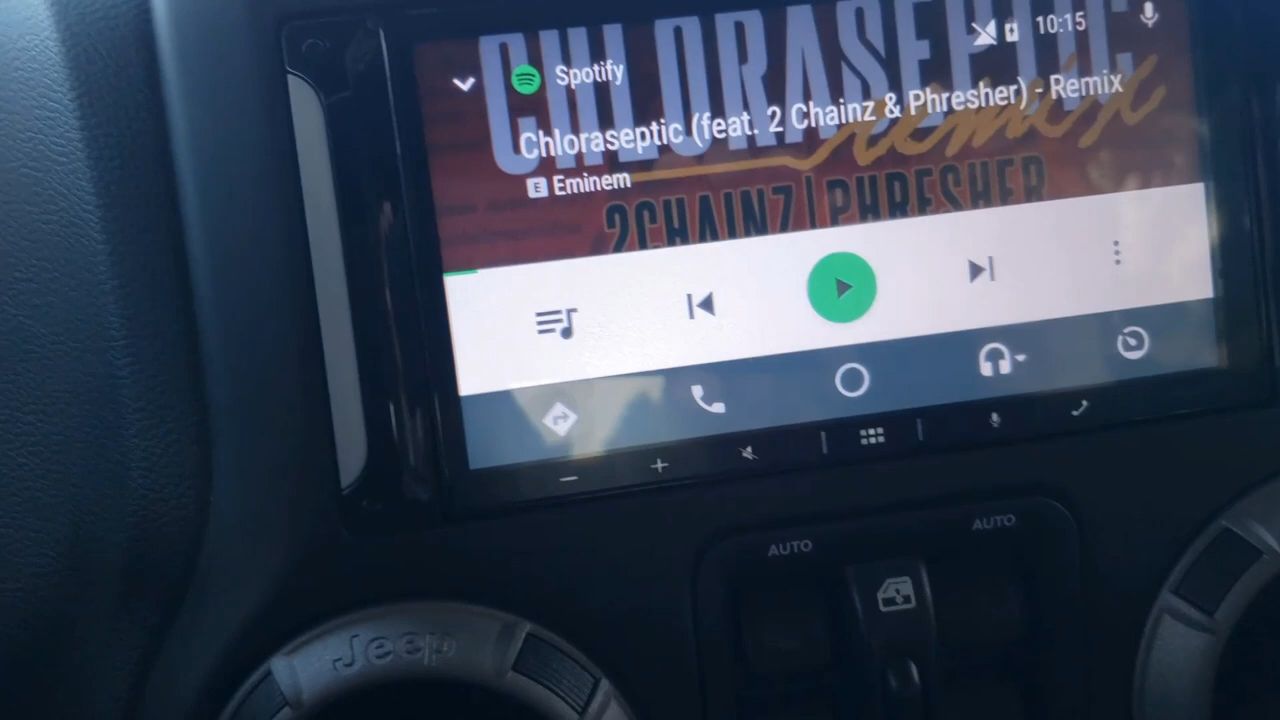 CHLORASEPTIC
10:15
Spotify
Chloraseptic (feat. 2 Chainz & Phresher) - Remix
remix
E Eminem
2CHAINZ | PHRESHER
AUTO
AUTO
Jeep